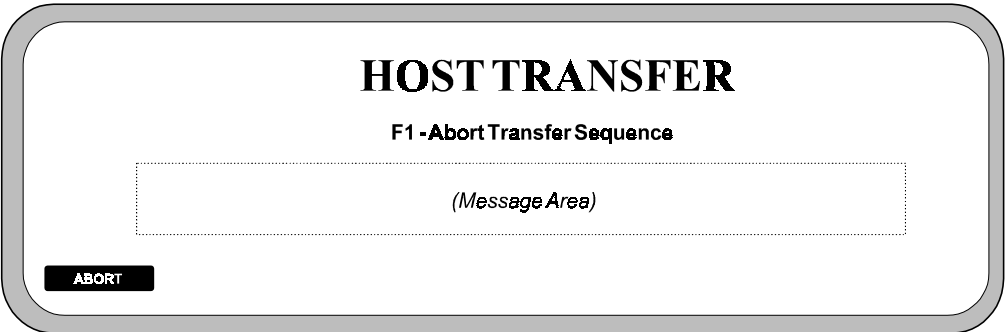 HOST TRANSFER
F1 - Abort Transfer Sequence
(Message Area)
ABORT